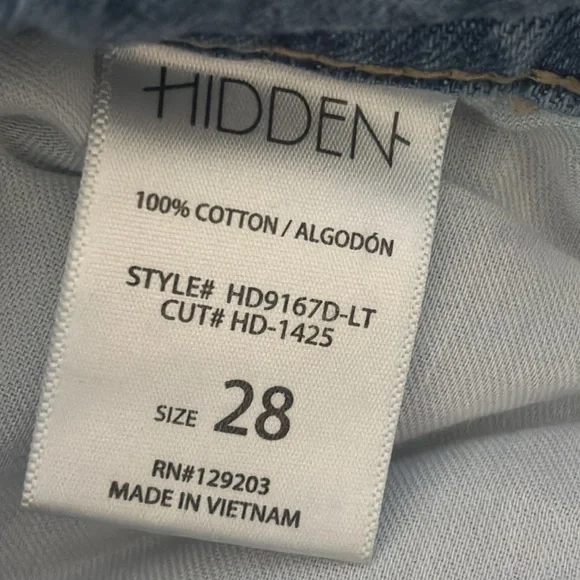 HIDDEN
100% COTTON / ALGODÓN
STYLE# HD9167D-LT
CUT# HD-1425
SIZE 28
RN#129203
MADE IN VIETNAM